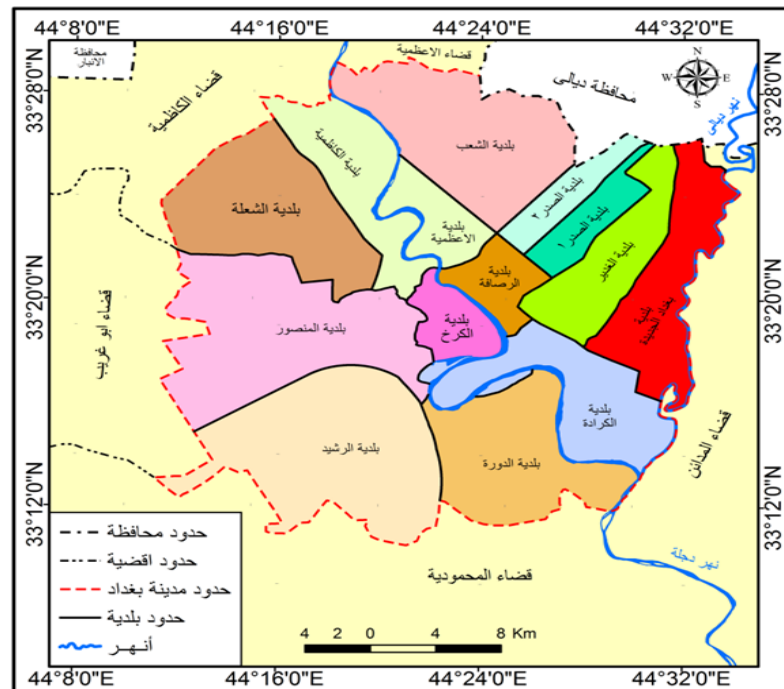 44°8'0"E 44°16'0"E 44°24'0"E 44°32'0"E
محافظة
الانبار
قضاء الكاظمية
قضاء الاعظمية
محافظة ديالى
N
W E
S
نهر ديالى
33°28'0"N
33°28'0"N
بلدية الشعب
بلدية الكاظمية
بلدية الصدر٢
بلدية الصدر ١
بلدية الشعلة
بلدية
الاعظمية
بلدية الغدير
بلدية
بغداد الجديدة
بلدية
الرصافة
33°20'0"N
33°20'0"N
بلدية
الكرخ
بلدية المنصور
قضاء ابو غريب
بلدية
الكرادة
قضاء المدائن
بلدية الرشيد
بلدية الدورة
33°12'0"N
33°12'0"N
نهر دجلة
قضاء المحمودية
حدود محافظة
حدود اقضية
حدود مدينة بغداد
حدود بلدية
أنـهـر
4 2 0 4 8 Km
44°8'0"E 44°16'0"E 44°24'0"E 44°32'0"E